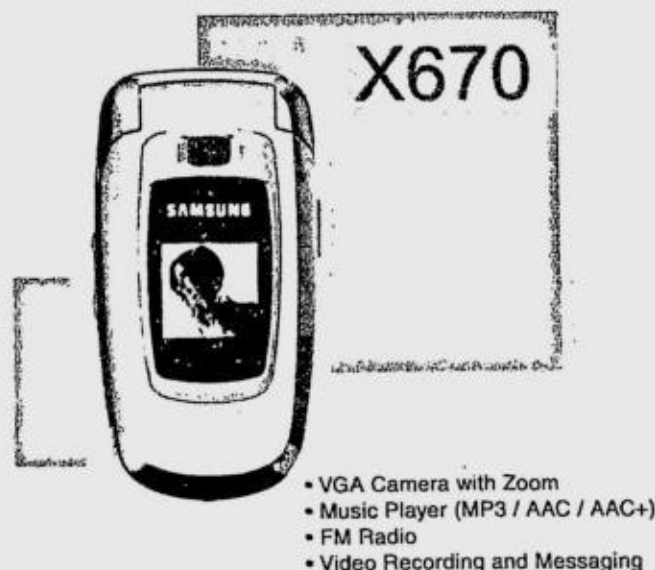 X670
SAMSUNG
• VGA Camera with Zoom
• Music Player (MP3 / AAC / AAC+)
• FM Radio
• Video Recording and Messaging